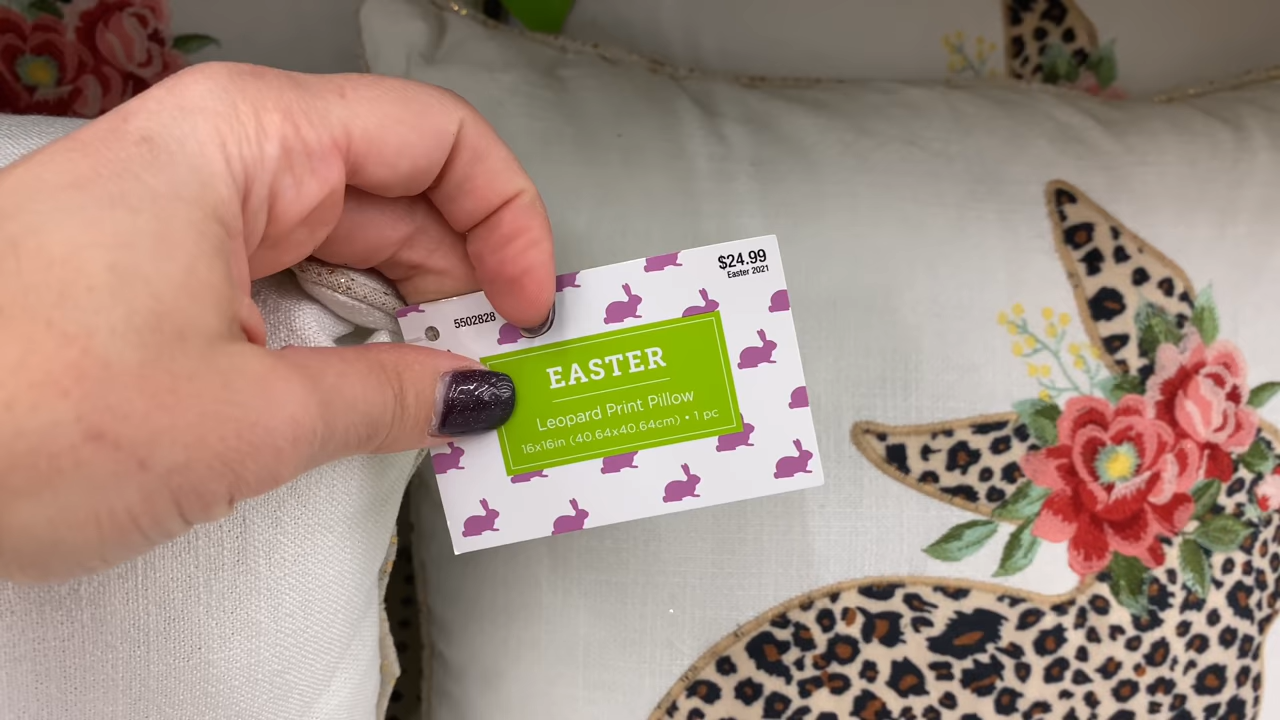 $24.99
Easter 2021
5502828
EASTER
Leopard Print Pillow
16x16in (40.64x40.64cm) • 1 pc